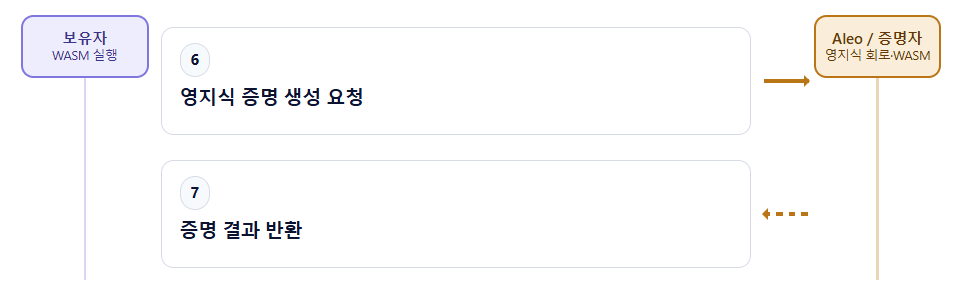 보유자
WASM 실행
6
영지식 증명 생성 요청
Aleo / 증명자
영지식 회로·WASM
7
증명 결과 반환